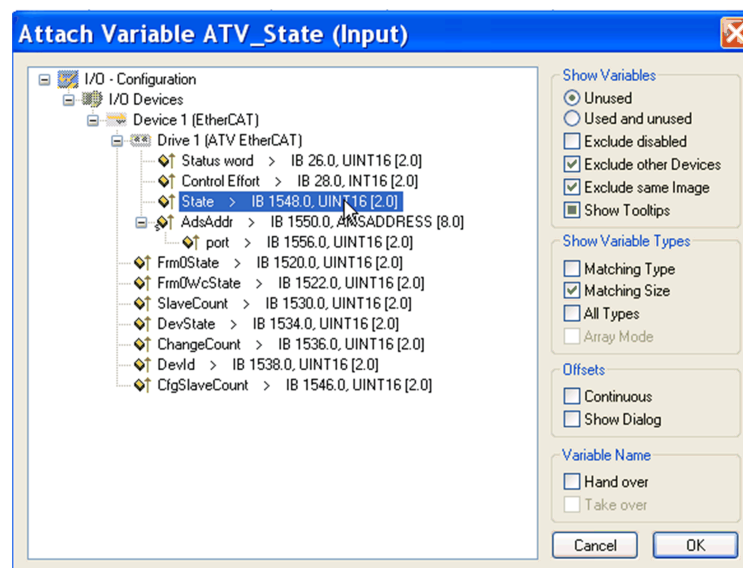 Attach Variable ATV_State (Input)
I/O - Configuration
I/O Devices
Device 1 (EtherCAT)
Drive 1 (ATV EtherCAT)
Status word > IB 26.0, UINT16 [2.0]
Control Effort > IB 28.0, INT16 [2.0]
State > IB 1548.0, UINT16 [2.0]
AdsAddr > IB 1550.0, AMSADDRESS [8.0]
port > IB 1556.0, UINT16 [2.0]
Frm0State > IB 1520.0, UINT16 [2.0]
Frm0WcState > IB 1522.0, UINT16 [2.0]
SlaveCount > IB 1530.0, UINT16 [2.0]
DevState > IB 1534.0, UINT16 [2.0]
ChangeCount > IB 1536.0, UINT16 [2.0]
DevId > IB 1538.0, UINT16 [2.0]
CfgSlaveCount > IB 1546.0, UINT16 [2.0]
Show Variables
Unused
Used and unused
Exclude disabled
Exclude other Devices
Exclude same Image
Show Tooltips
Show Variable Types
Matching Type
Matching Size
All Types
Array Mode
Offsets
Continuous
Show Dialog
Variable Name
Hand over
Take over
Cancel
OK